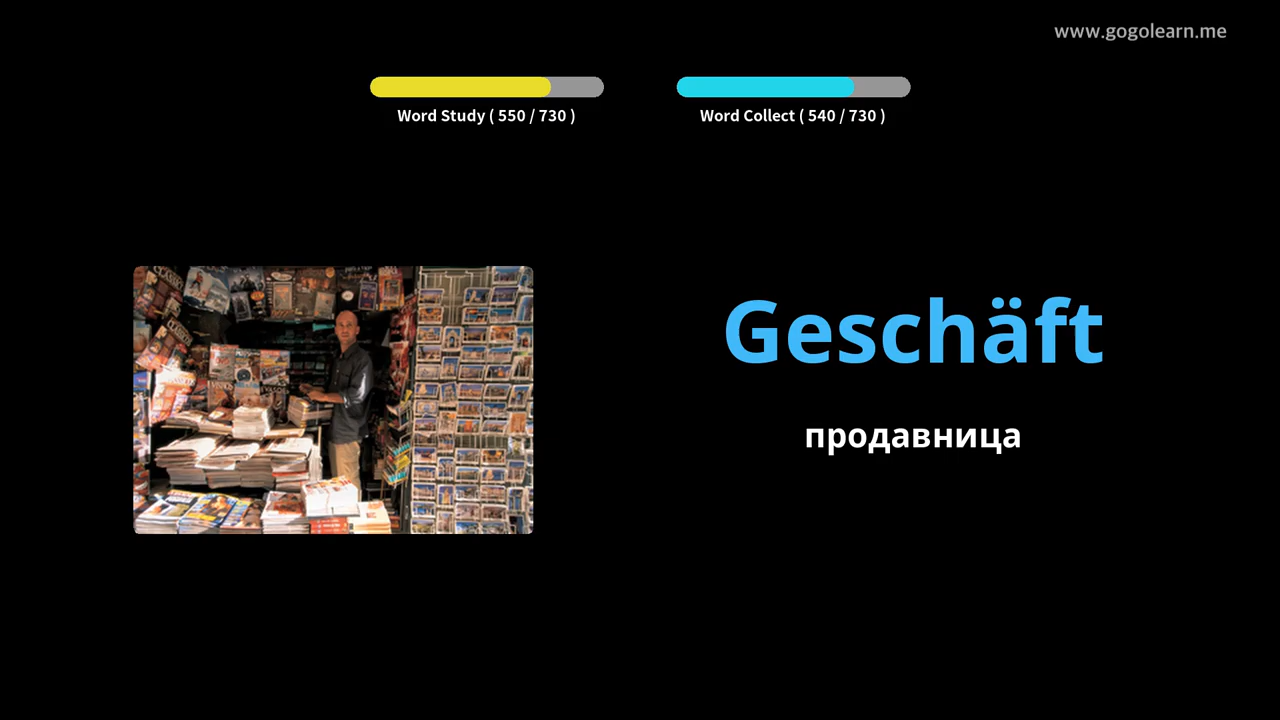 www.gogolearn.me
Word Study ( 550 / 730 )
Word Collect ( 540 / 730 )
Geschäft
продавница